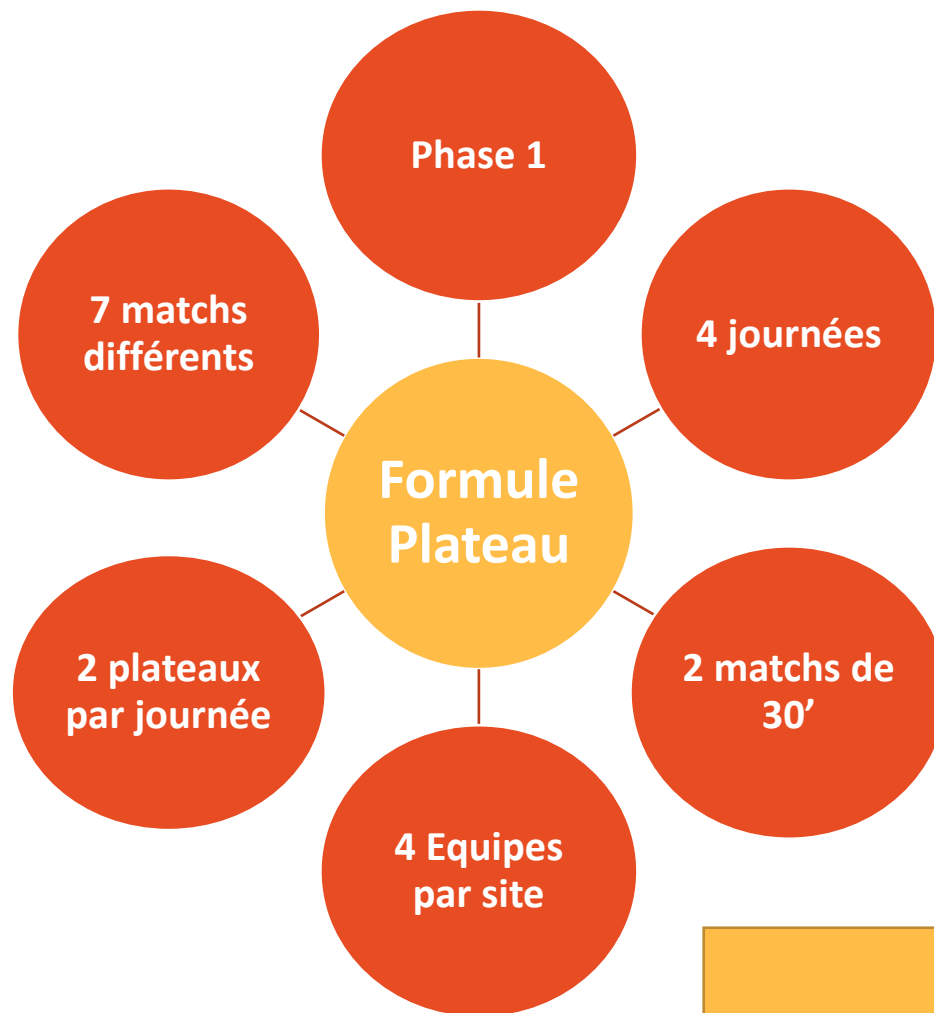 Phase 1
7 matchs
différents
4 journées
Formule
Plateau
2 plateaux
par journée
2 matchs de
30’
4 Equipes
par site